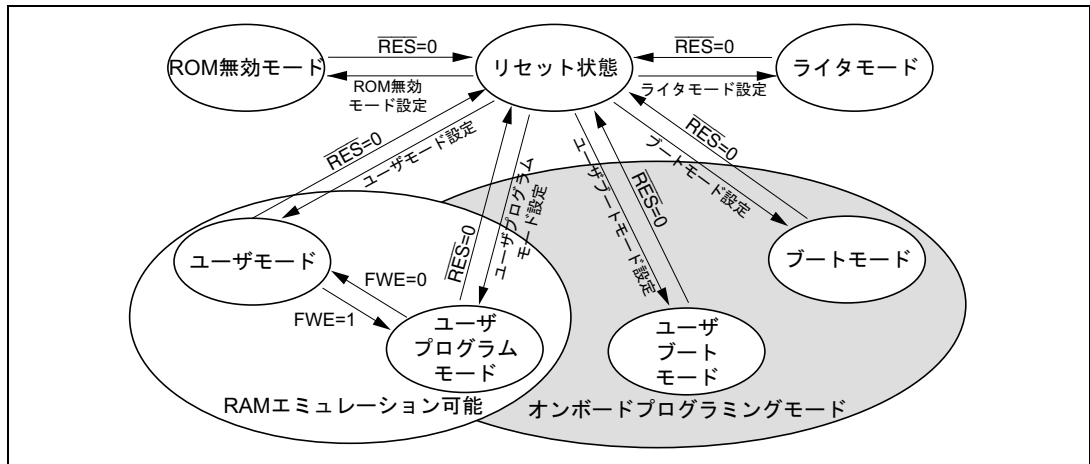 RES=0
RES=0
ROM無効モード
リセット状態
ライタモード
ROM無効
モード設定
ライタモード設定
RES=0
ユーザモード設定
RES=0
ユーザプログラム
モード設定
ユーザブートモード設定
RES=0
ブートモード設定
RES=0
ユーザモード
ブートモード
FWE=0
FWE=1
ユーザ
プログラム
モード
ユーザ
ブート
モード
RAMエミュレーション可能
オンボードプログラミングモード